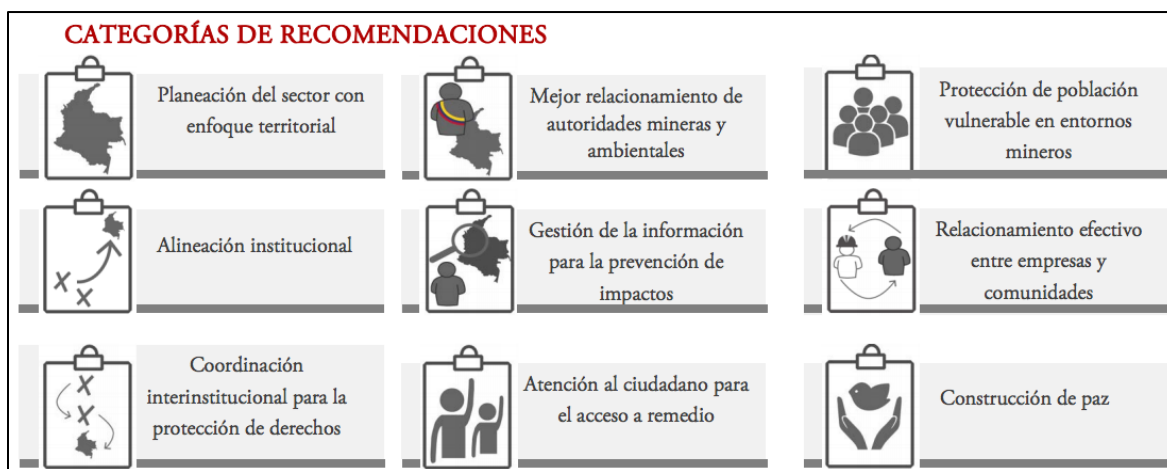 CATEGORÍAS DE RECOMENDACIONES
Planeación del sector con
enfoque territorial
Mejor relacionamiento de
autoridades mineras y
ambientales
Protección de población
vulnerable en entornos
mineros
Alineación institucional
Gestión de la información
para la prevención de
impactos
Relacionamiento efectivo
entre empresas y
comunidades
Coordinación
interinstitucional para la
protección de derechos
Atención al ciudadano para
el acceso a remedio
Construcción de paz